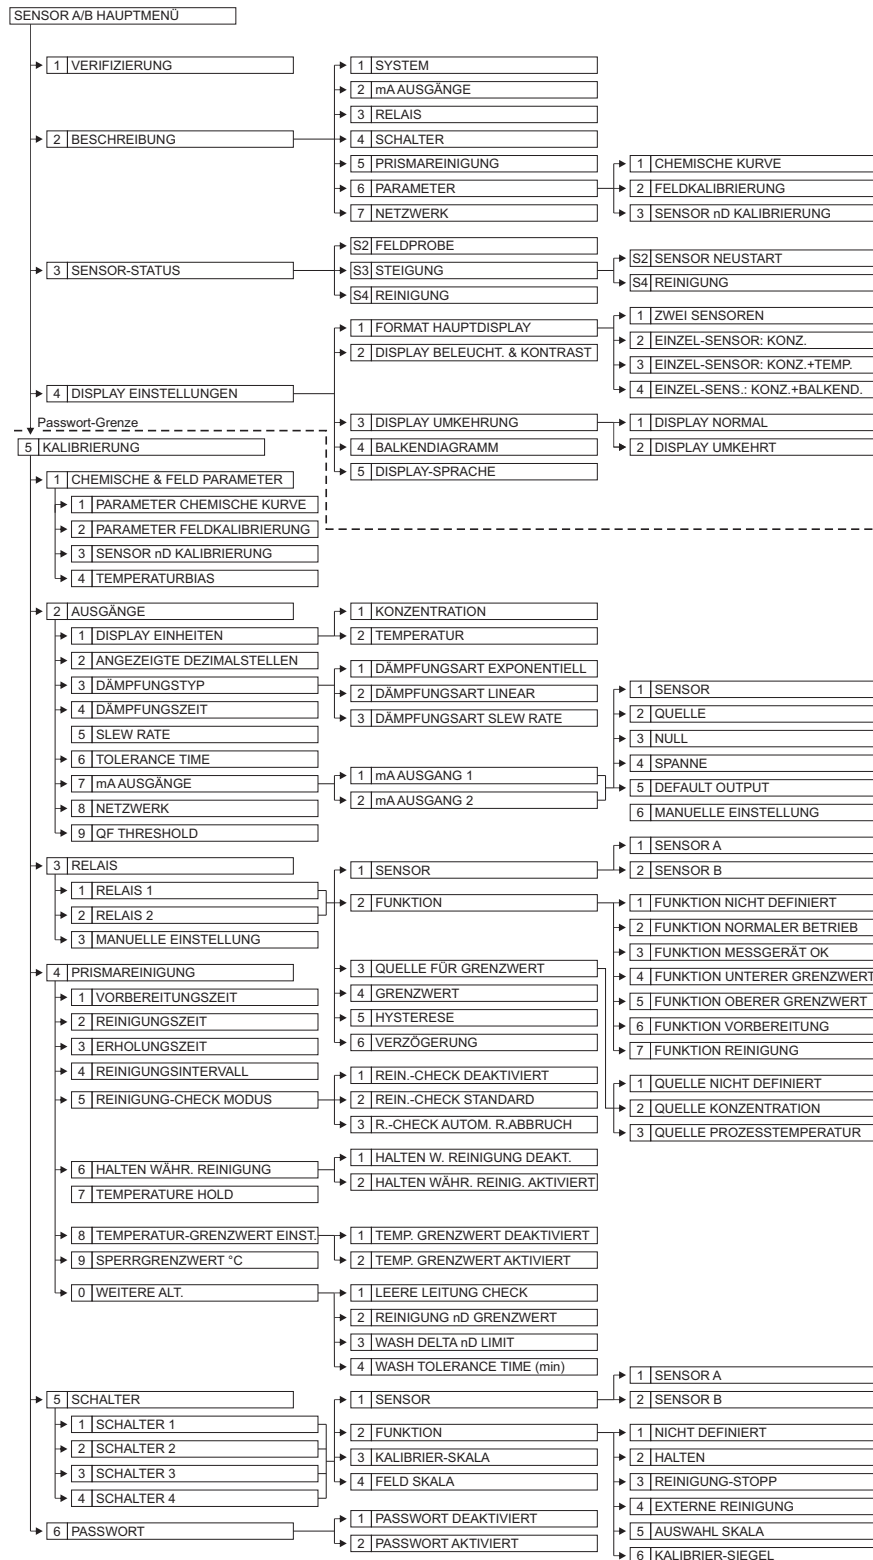 SENSOR A/B HAUPTMENÜ
1 VERIFIZIERUNG
2 BESCHREIBUNG
1 SYSTEM
2 mA AUSGÄNGE
3 RELAIS
4 SCHALTER
5 PRISMAREINIGUNG
6 PARAMETER
7 NETZWERK
1 CHEMISCHE KURVE
2 FELDKALIBRIERUNG
3 SENSOR nD KALIBRIERUNG
3 SENSOR-STATUS
S2 FELDPROBE
S3 STEIGUNG
S4 REINIGUNG
S2 SENSOR NEUSTART
S4 REINIGUNG
4 DISPLAY EINSTELLUNGEN
1 FORMAT HAUPTDISPLAY
2 DISPLAY BELEUCHT. & KONTRAST
1 ZWEI SENSOREN
2 EINZEL-SENSOR: KONZ.
3 EINZEL-SENSOR: KONZ.+TEMP.
4 EINZEL-SENS.: KONZ.+BALKEND.
3 DISPLAY UMKEHRUNG
4 BALKENDIAGRAMM
5 DISPLAY-SPRACHE
1 DISPLAY NORMAL
2 DISPLAY UMKEHRT
Passwort-Grenze
5 KALIBRIERUNG
1 CHEMISCHE & FELD PARAMETER
1 PARAMETER CHEMISCHE KURVE
2 PARAMETER FELDKALIBRIERUNG
3 SENSOR nD KALIBRIERUNG
4 TEMPERATURBIAS
2 AUSGÄNGE
1 DISPLAY EINHEITEN
2 ANGEZEIGTE DEZIMALSTELLEN
3 DÄMPFUNGSTYP
4 DÄMPFUNGSZEIT
5 SLEW RATE
6 TOLERANCE TIME
7 mA AUSGÄNGE
8 NETZWERK
9 QF THRESHOLD
1 KONZENTRATION
2 TEMPERATUR
1 DÄMPFUNGSART EXPONENTIELL
2 DÄMPFUNGSART LINEAR
3 DÄMPFUNGSART SLEW RATE
1 mA AUSGANG 1
2 mA AUSGANG 2
1 SENSOR
2 QUELLE
3 NULL
4 SPANNE
5 DEFAULT OUTPUT
6 MANUELLE EINSTELLUNG
3 RELAIS
1 RELAIS 1
2 RELAIS 2
3 MANUELLE EINSTELLUNG
1 SENSOR
2 FUNKTION
3 QUELLE FÜR GRENZWERT
4 GRENZWERT
5 HYSTERESE
6 VERZÖGERUNG
1 SENSOR A
2 SENSOR B
1 FUNKTION NICHT DEFINIERT
2 FUNKTION NORMALER BETRIEB
3 FUNKTION MESSGERÄT OK
4 FUNKTION UNTERER GRENZWERT
5 FUNKTION OBERER GRENZWERT
6 FUNKTION VORBEREITUNG
7 FUNKTION REINIGUNG
1 QUELLE NICHT DEFINIERT
2 QUELLE KONZENTRATION
3 QUELLE PROZESSTEMPERATUR
4 PRISMAREINIGUNG
1 VORBEREITUNGSZEIT
2 REINIGUNGSZEIT
3 ERHOLUNGSZEIT
4 REINIGUNGSINTERVALL
5 REINIGUNG-CHECK MODUS
1 REIN.-CHECK DEAKTIVIERT
2 REIN.-CHECK STANDARD
3 R.-CHECK AUTOM. R.ABBRUCH
6 HALTEN WÄHR. REINIGUNG
7 TEMPERATURE HOLD
1 HALTEN W. REINIGUNG DEAKT.
2 HALTEN WÄHR. REINIG. AKTIVIERT
8 TEMPERATUR-GRENZWERT EINST.
9 SPERRGRENZWERT °C
1 TEMP. GRENZWERT DEAKTIVIERT
2 TEMP. GRENZWERT AKTIVIERT
0 WEITERE ALT.
1 LEERE LEITUNG CHECK
2 REINIGUNG nD GRENZWERT
3 WASH DELTA nD LIMIT
4 WASH TOLERANCE TIME (min)
5 SCHALTER
1 SCHALTER 1
2 SCHALTER 2
3 SCHALTER 3
4 SCHALTER 4
1 SENSOR
2 FUNKTION
3 KALIBRIER-SKALA
4 FELD SKALA
1 SENSOR A
2 SENSOR B
1 NICHT DEFINIERT
2 HALTEN
3 REINIGUNG-STOPP
4 EXTERNE REINIGUNG
5 AUSWAHL SKALA
6 KALIBRIER-SIEGEL
6 PASSWORT
1 PASSWORT DEAKTIVIERT
2 PASSWORT AKTIVIERT